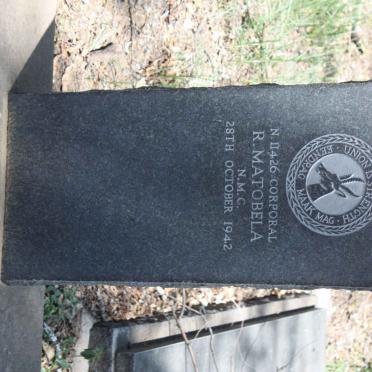 UNION IS STRENGTH · EENDRAG MAAK MAG ·
N.11426 CORPORAL
R. MATOBELA
N.M.C.
28TH OCTOBER 1942